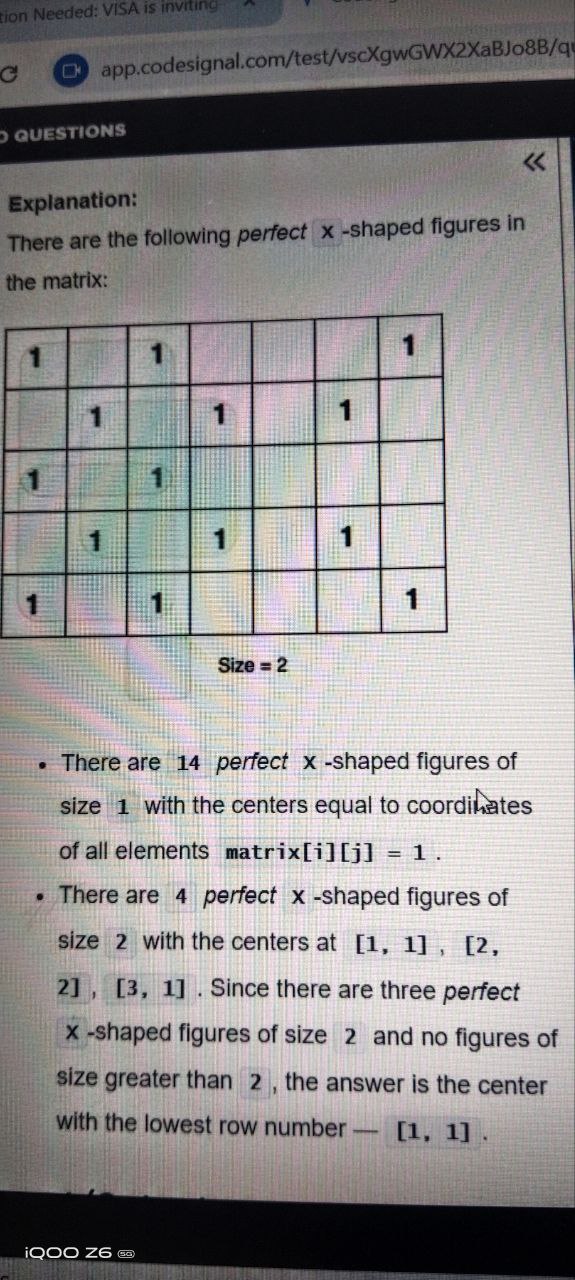 tion Needed: VISA is inviting
app.codesignal.com/test/vscXgwGWX2XaBJo8B/qu
QUESTIONS
Explanation:
There are the following perfect x -shaped figures in
the matrix:
1 1 1
1 1 1
1 1
1 1 1
1 1 1
Size = 2
• There are 14 perfect x -shaped figures of
size 1 with the centers equal to coordinates
of all elements matrix[i][j] = 1 .
• There are 4 perfect x -shaped figures of
size 2 with the centers at [1, 1] , [2,
2] , [3, 1] . Since there are three perfect
x -shaped figures of size 2 and no figures of
size greater than 2 , the answer is the center
with the lowest row number — [1, 1] .
iQOO Z6 5G